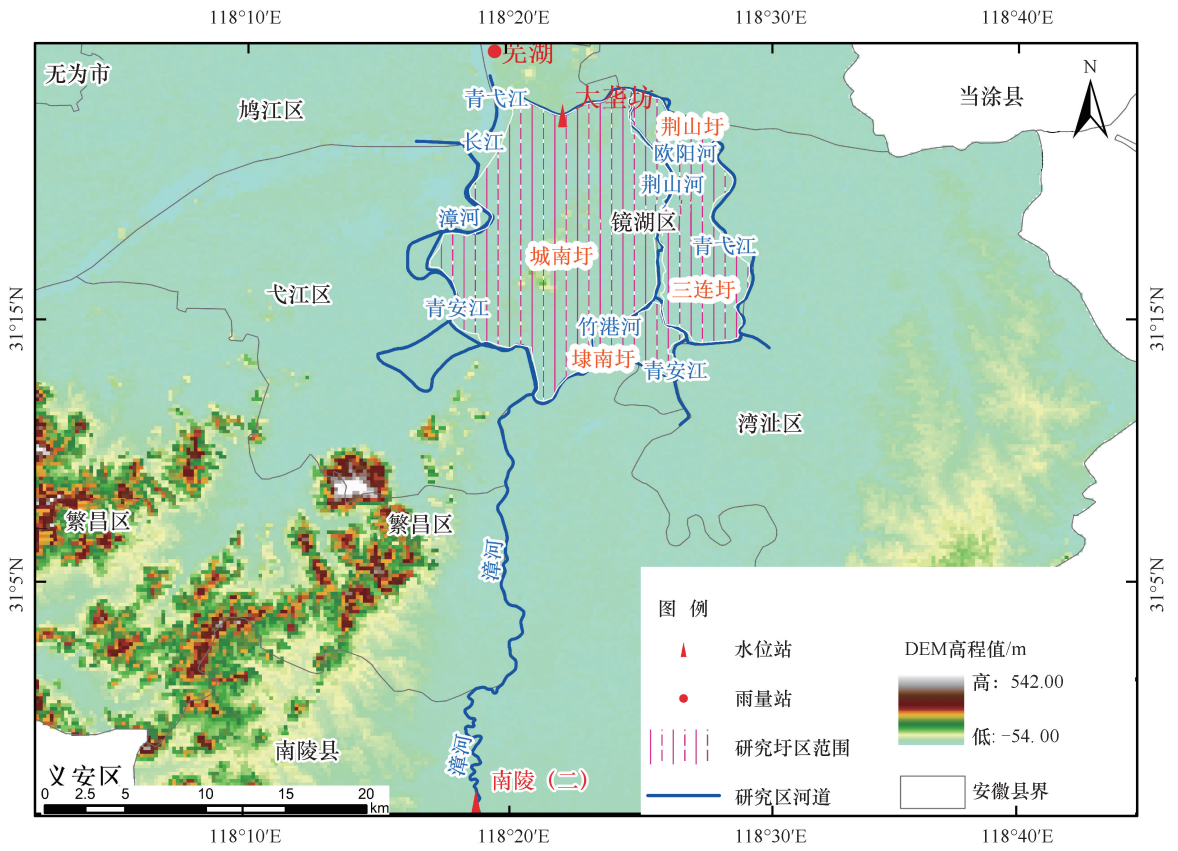 118°10′E
118°20′E
118°30′E
118°40′E
芜湖
无为市
N
当涂县
青弋江
大垄坊
鸠江区
荆山圩
长江
欧阳河
荆山河
漳河
镜湖区
青弋江
城南圩
弋江区
三连圩
青安江
竹港河
31°15′N
31°15′N
埭南圩
青安江
湾沚区
繁昌区
繁昌区
漳河
31°5′N
31°5′N
图 例
水位站
DEM高程值/m
高：542.00
雨量站
低: -54.00
研究圩区范围
南陵县
漳河
义安区
南陵（二）
安徽县界
研究区河道
0 2.5 5 10 15 20
km
118°10′E
118°20′E
118°30′E
118°40′E